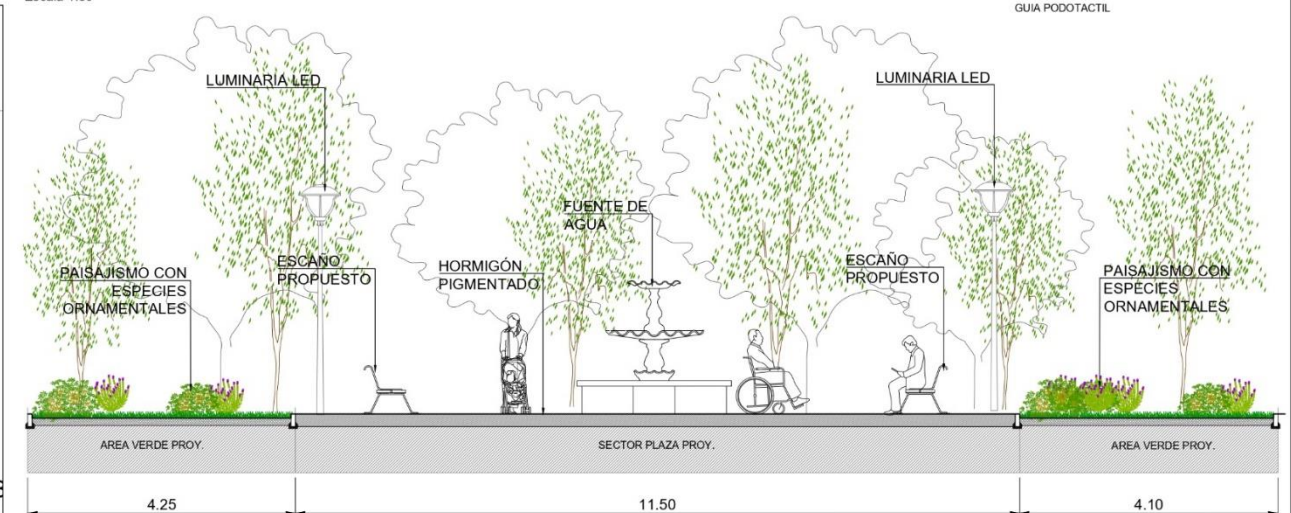 GUIA PODOTACTIL
LUMINARIA LED
LUMINARIA LED
FUENTE DE
AGUA
PAISAJISMO CON
ESPECIES
ORNAMENTALES
ESCAÑO
PROPUESTO
HORMIGÓN
PIGMENTADO
ESCAÑO
PROPUESTO
PAISAJISMO CON
ESPECIES
ORNAMENTALES
AREA VERDE PROY.
SECTOR PLAZA PROY.
AREA VERDE PROY.
4.25
11.50
4.10